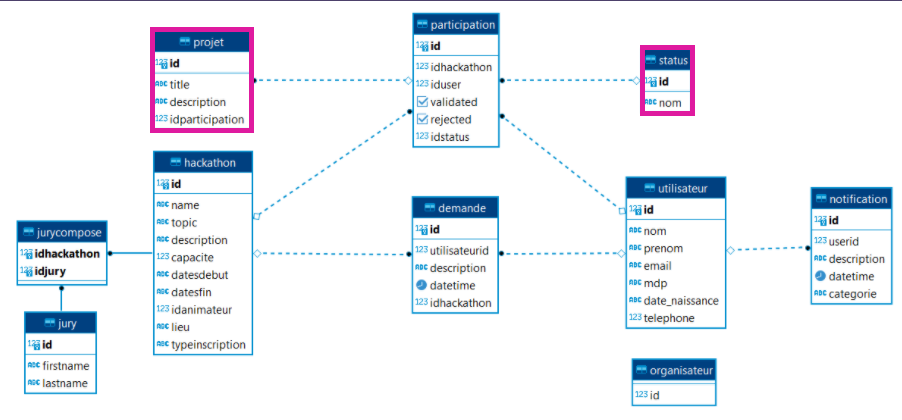 projet
123 id
ABC title
ABC description
123 idparticipation
participation
123 id
123 idhackathon
123 iduser
validated
rejected
123 idstatus
status
123 id
ABC nom
hackathon
123 id
ABC name
ABC topic
ABC description
123 capacite
ABC datesdebut
ABC datesfin
123 idanimateur
ABC lieu
ABC typeinscription
jurycompose
123 idhackathon
123 idjury
jury
123 id
ABC firstname
ABC lastname
demande
123 id
123 utilisateurid
ABC description
datetime
123 idhackathon
utilisateur
123 id
ABC nom
ABC prenom
ABC email
ABC mdp
ABC date_naissance
123 telephone
notification
123 id
123 userid
ABC description
datetime
ABC categorie
organisateur
123 id